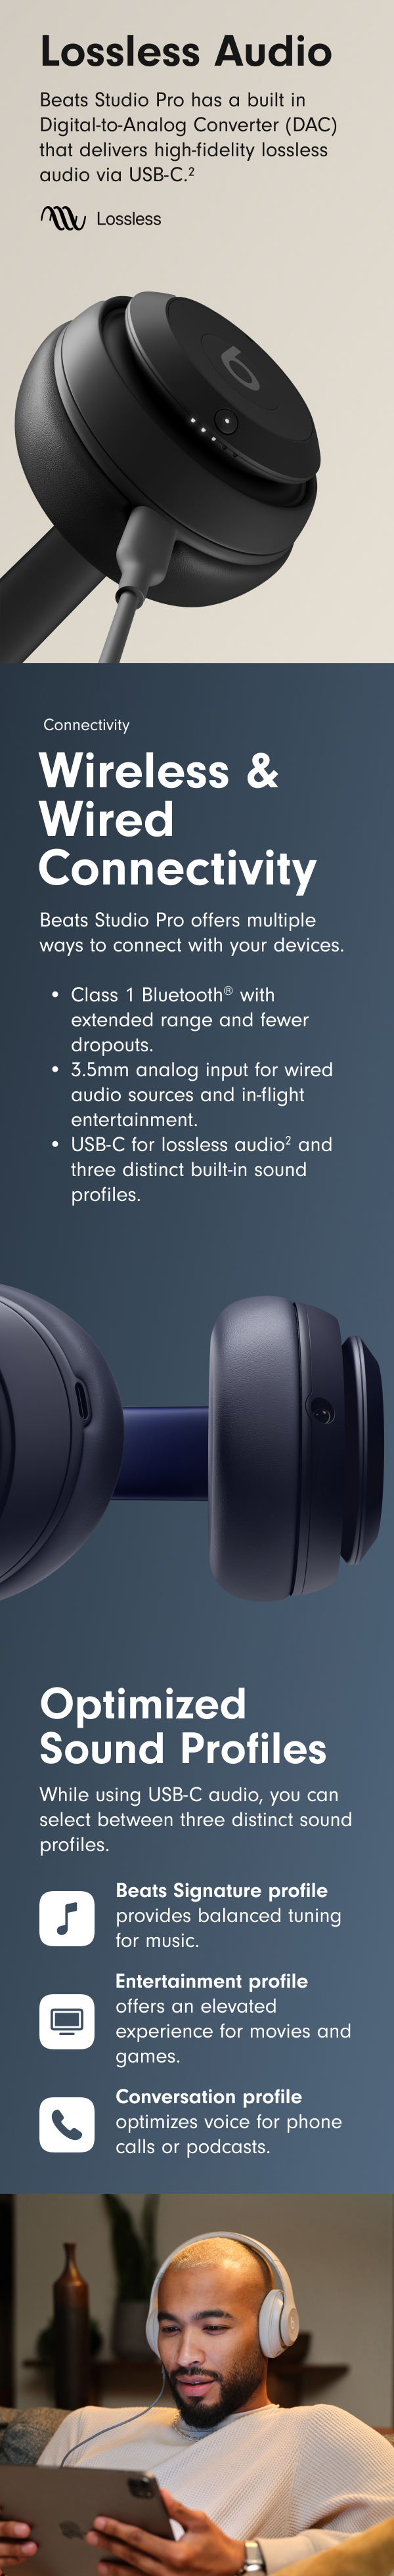 Lossless Audio
Beats Studio Pro has a built in
Digital-to-Analog Converter (DAC)
that delivers high-fidelity lossless
audio via USB-C.²
Lossless
Connectivity
Wireless &
Wired
Connectivity
Beats Studio Pro offers multiple
ways to connect with your devices.
• Class 1 Bluetooth® with
extended range and fewer
dropouts.
• 3.5mm analog input for wired
audio sources and in-flight
entertainment.
• USB-C for lossless audio² and
three distinct built-in sound
profiles.
Optimized
Sound Profiles
While using USB-C audio, you can
select between three distinct sound
profiles.
Beats Signature profile
provides balanced tuning
for music.
Entertainment profile
offers an elevated
experience for movies and
games.
Conversation profile
optimizes voice for phone
calls or podcasts.